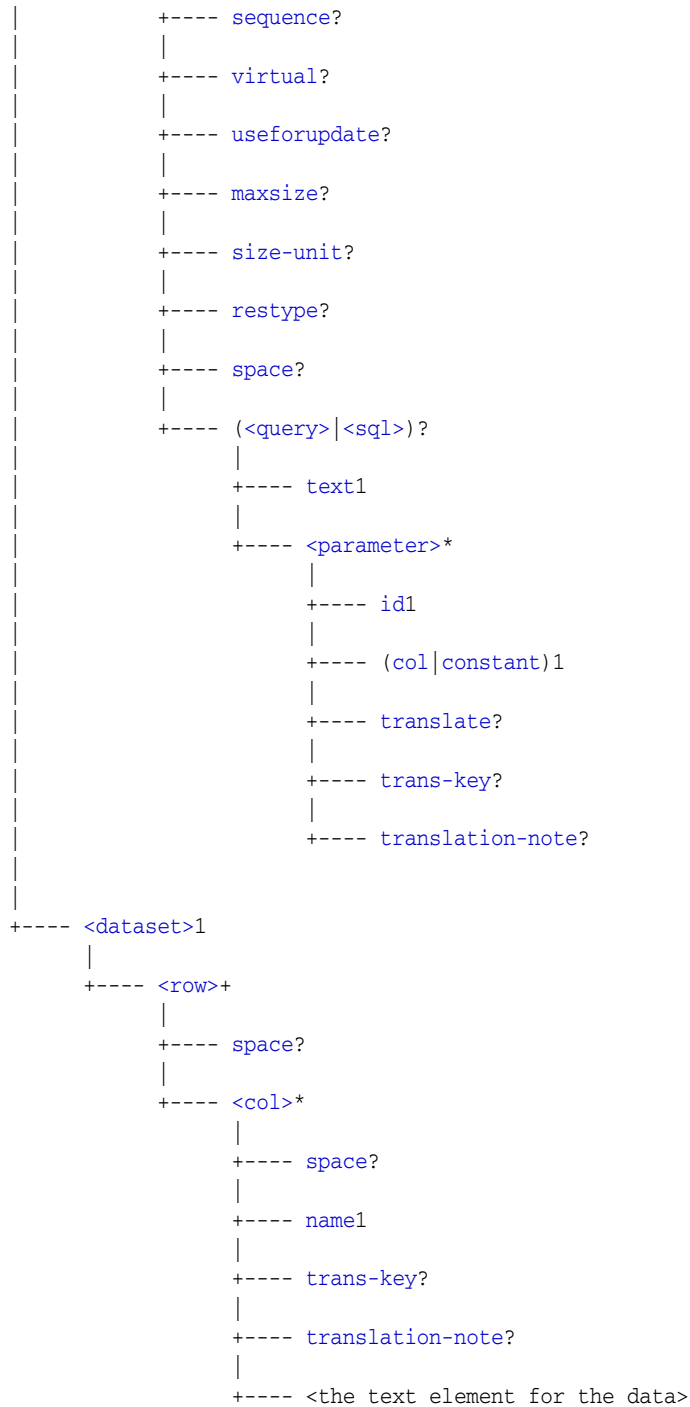 |          +---- sequence?
|          |
|          +---- virtual?
|          |
|          +---- useforupdate?
|          |
|          +---- maxsize?
|          |
|          +---- size-unit?
|          |
|          +---- restype?
|          |
|          +---- space?
|          |
|          +---- (<query>|<sql>)?
|               |
|               +---- text1
|               |
|               +---- <parameter>*
|                    |
|                    +---- id1
|                    |
|                    +---- (col|constant)1
|                    |
|                    +---- translate?
|                    |
|                    +---- trans-key?
|                    |
|                    +---- translation-note?
|
|
+---- <dataset>1
     |
     +---- <row>+
          |
          +---- space?
          |
          +---- <col>*
               |
               +---- space?
               |
               +---- name1
               |
               +---- trans-key?
               |
               +---- translation-note?
               |
               +---- <the text element for the data>